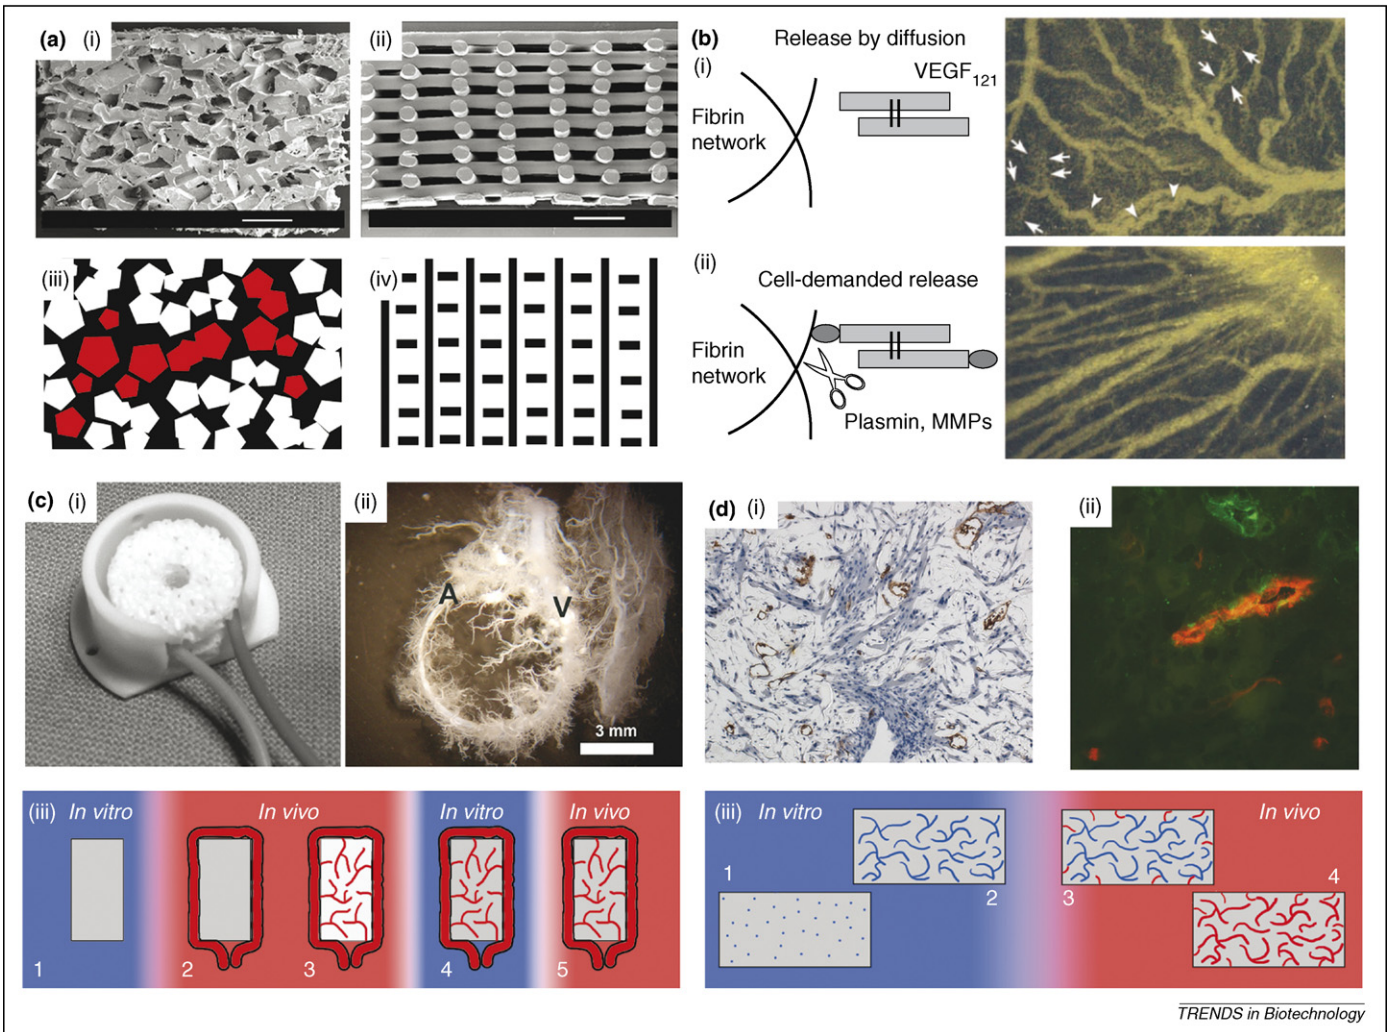 (a) (i)
(ii)
(iii)
(iv)
(b) Release by diffusion
(i)
VEGF121
Fibrin
network
(ii)
Cell-demanded release
Fibrin
network
Plasmin, MMPs
(c) (i)
(ii)
A
V
3 mm
(iii) In vitro
In vivo
In vitro
In vivo
1
2
3
4
5
(d) (i)
(ii)
(iii) In vitro
In vivo
1
2
3
4
TRENDS in Biotechnology